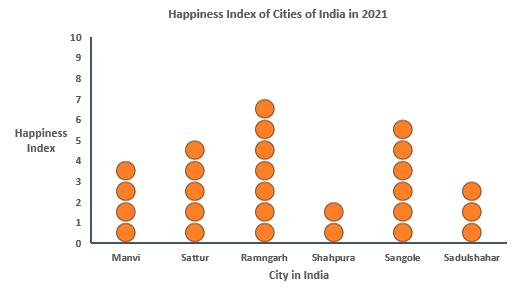 Happiness Index of Cities of India in 2021
10
9
8
7
6
5
4
3
2
1
0
Happiness
Index
Manvi Sattur Ramngarh Shahpura Sangole Sadulshahar
City in India